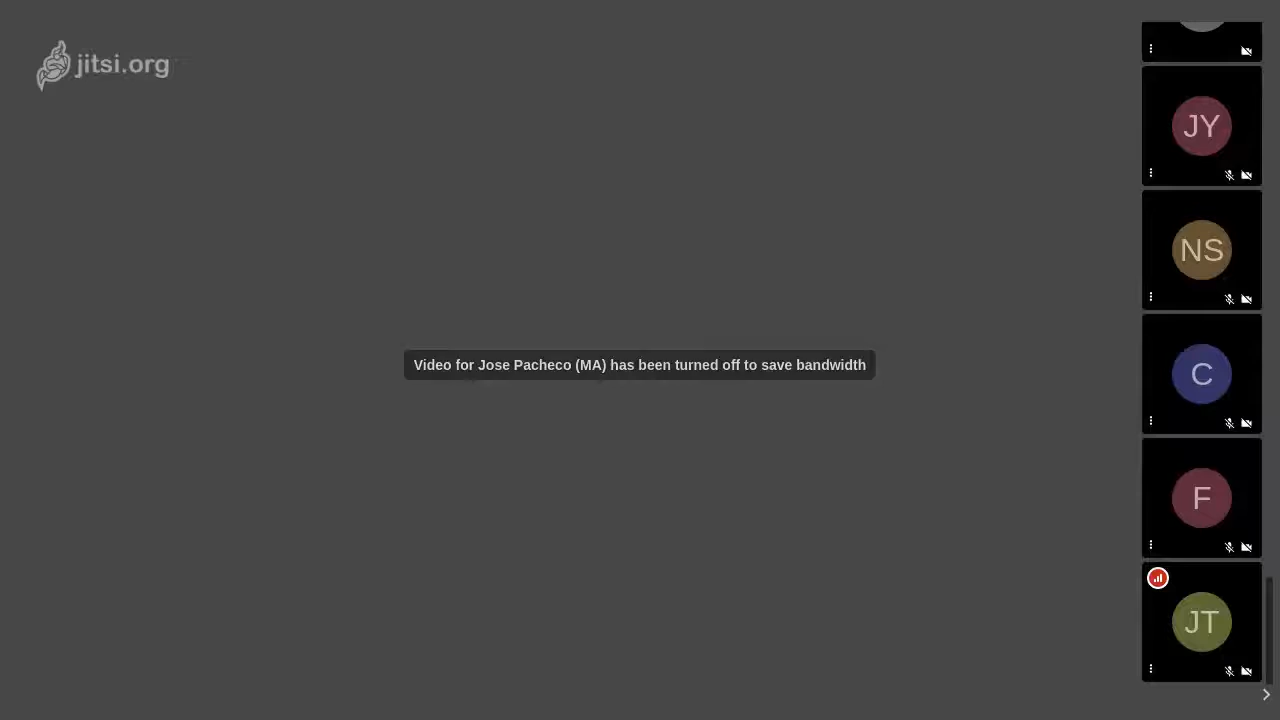 jitsi.org
JY
NS
Video for Jose Pacheco (MA) has been turned off to save bandwidth
C
F
JT